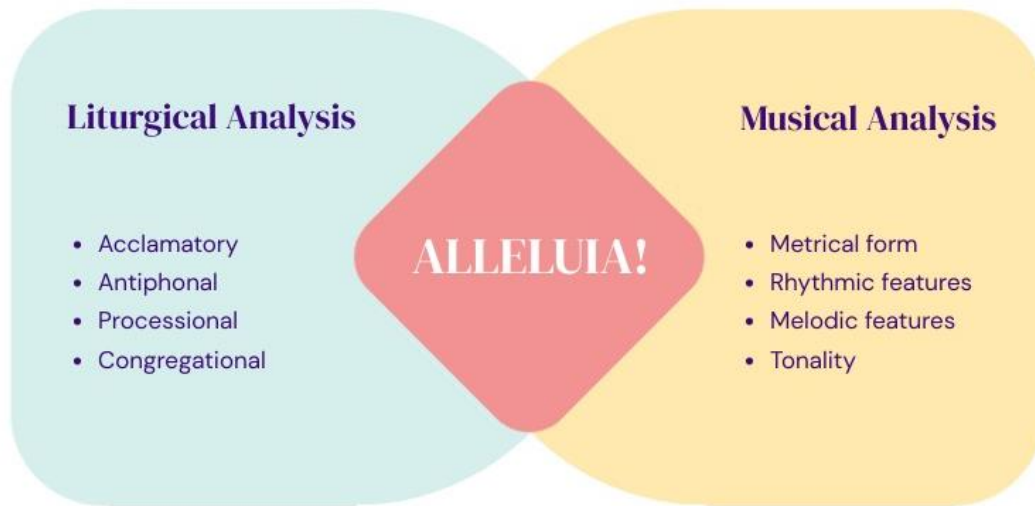 Liturgical Analysis
• Acclamatory
• Antiphonal
• Processional
• Congregational
ALLELUIA!
Musical Analysis
• Metrical form
• Rhythmic features
• Melodic features
• Tonality